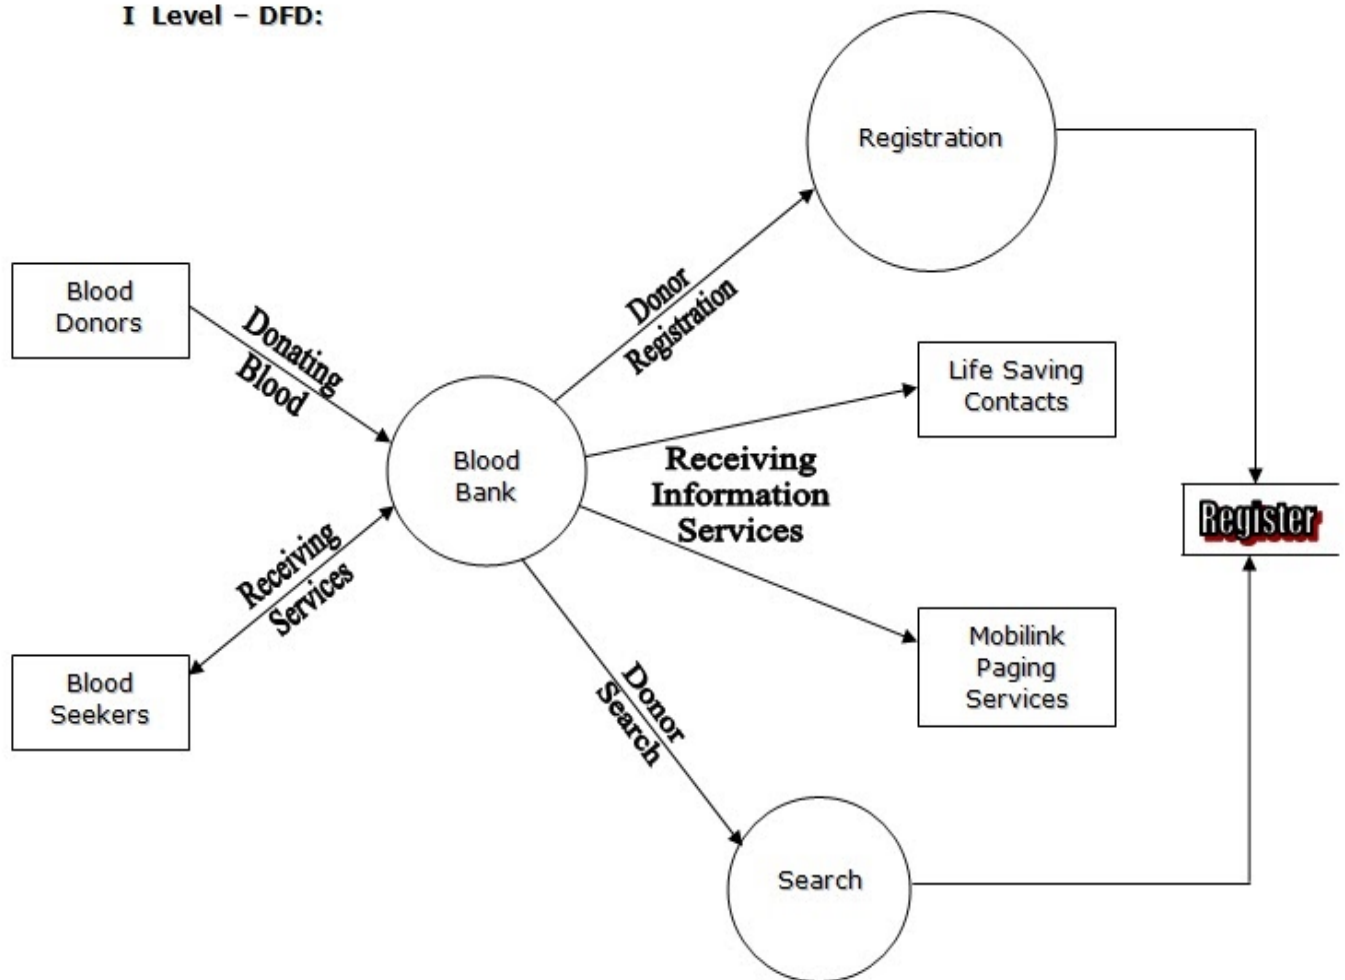 I Level – DFD:
Registration
Blood
Donors
Donating
Blood
Donor
Registration
Life Saving
Contacts
Blood
Bank
Receiving
Information
Services
Register
Receiving
Services
Blood
Seekers
Mobilink
Paging
Services
Donor
Search
Search